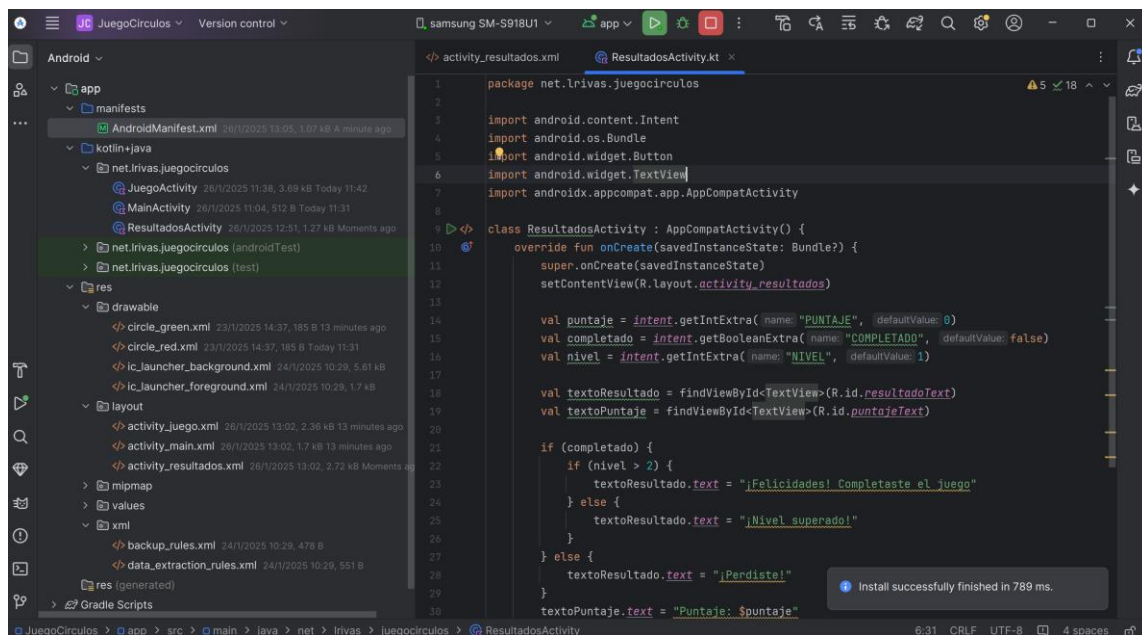 JC JuegoCirculos Version control samsung SM-S918U1 app
Android
activity_resultados.xml ResultadosActivity.kt
app
manifests
AndroidManifest.xml 26/1/2025 13:05, 1.07 kB A minute ago
kotlin+java
net.lrivas.juegocirculos
JuegoActivity 26/1/2025 11:38, 3.69 kB Today 11:42
MainActivity 26/1/2025 11:04, 512 B Today 11:31
ResultadosActivity 26/1/2025 12:51, 1.27 kB Moments ago
net.lrivas.juegocirculos (androidTest)
net.lrivas.juegocirculos (test)
res
drawable
circle_green.xml 23/1/2025 14:37, 185 B 13 minutes ago
circle_red.xml 23/1/2025 14:37, 185 B Today 11:31
ic_launcher_background.xml 24/1/2025 10:29, 5.61 kB
ic_launcher_foreground.xml 24/1/2025 10:29, 1.7 kB
layout
activity_juego.xml 26/1/2025 13:02, 2.36 kB 13 minutes ago
activity_main.xml 26/1/2025 13:02, 1.7 kB 13 minutes ago
activity_resultados.xml 26/1/2025 13:02, 2.72 kB Moments ag
mipmap
values
xml
backup_rules.xml 24/1/2025 10:29, 478 B
data_extraction_rules.xml 24/1/2025 10:29, 551 B
res (generated)
Gradle Scripts
5 18
1 package net.lrivas.juegocirculos
2
3 import android.content.Intent
4 import android.os.Bundle
5 import android.widget.Button
6 import android.widget.TextView
7 import androidx.appcompat.app.AppCompatActivity
8
9 class ResultadosActivity : AppCompatActivity() {
10 override fun onCreate(savedInstanceState: Bundle?) {
11 super.onCreate(savedInstanceState)
12 setContentView(R.layout.activity_resultados)
13
14 val puntaje = intent.getIntExtra( name: "PUNTAJE", defaultValue: 0)
15 val completado = intent.getBooleanExtra( name: "COMPLETADO", defaultValue: false)
16 val nivel = intent.getIntExtra( name: "NIVEL", defaultValue: 1)
17
18 val textoResultado = findViewById<TextView>(R.id.resultadoText)
19 val textoPuntaje = findViewById<TextView>(R.id.puntajeText)
20
21 if (completado) {
22 if (nivel > 2) {
23 textoResultado.text = "¡Felicidades! Completaste el juego"
24 } else {
25 textoResultado.text = "¡Nivel superado!"
26 }
27 } else {
28 textoResultado.text = "¡Perdiste!"
29 }
30 textoPuntaje.text = "Puntaje: $puntaje"
Install successfully finished in 789 ms.
JuegoCirculos > app > src > main > java > net > lrivas > juegocirculos > ResultadosActivity 6:31 CRLF UTF-8 4 spaces